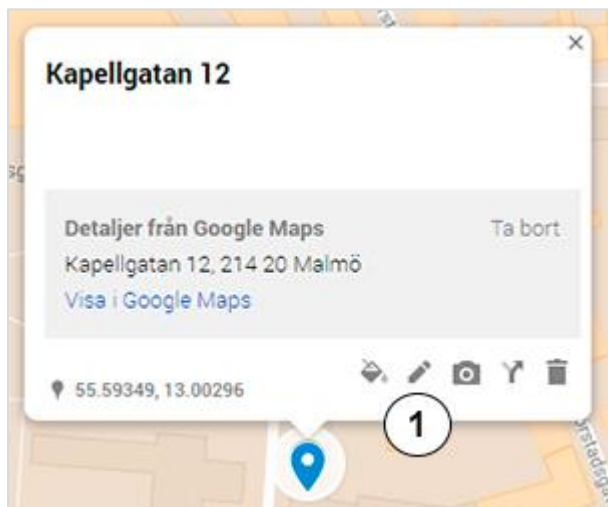 Kapellgatan 12
Detaljer från Google Maps Ta bort
Kapellgatan 12, 214 20 Malmö
Visa i Google Maps
55.59349, 13.00296
1